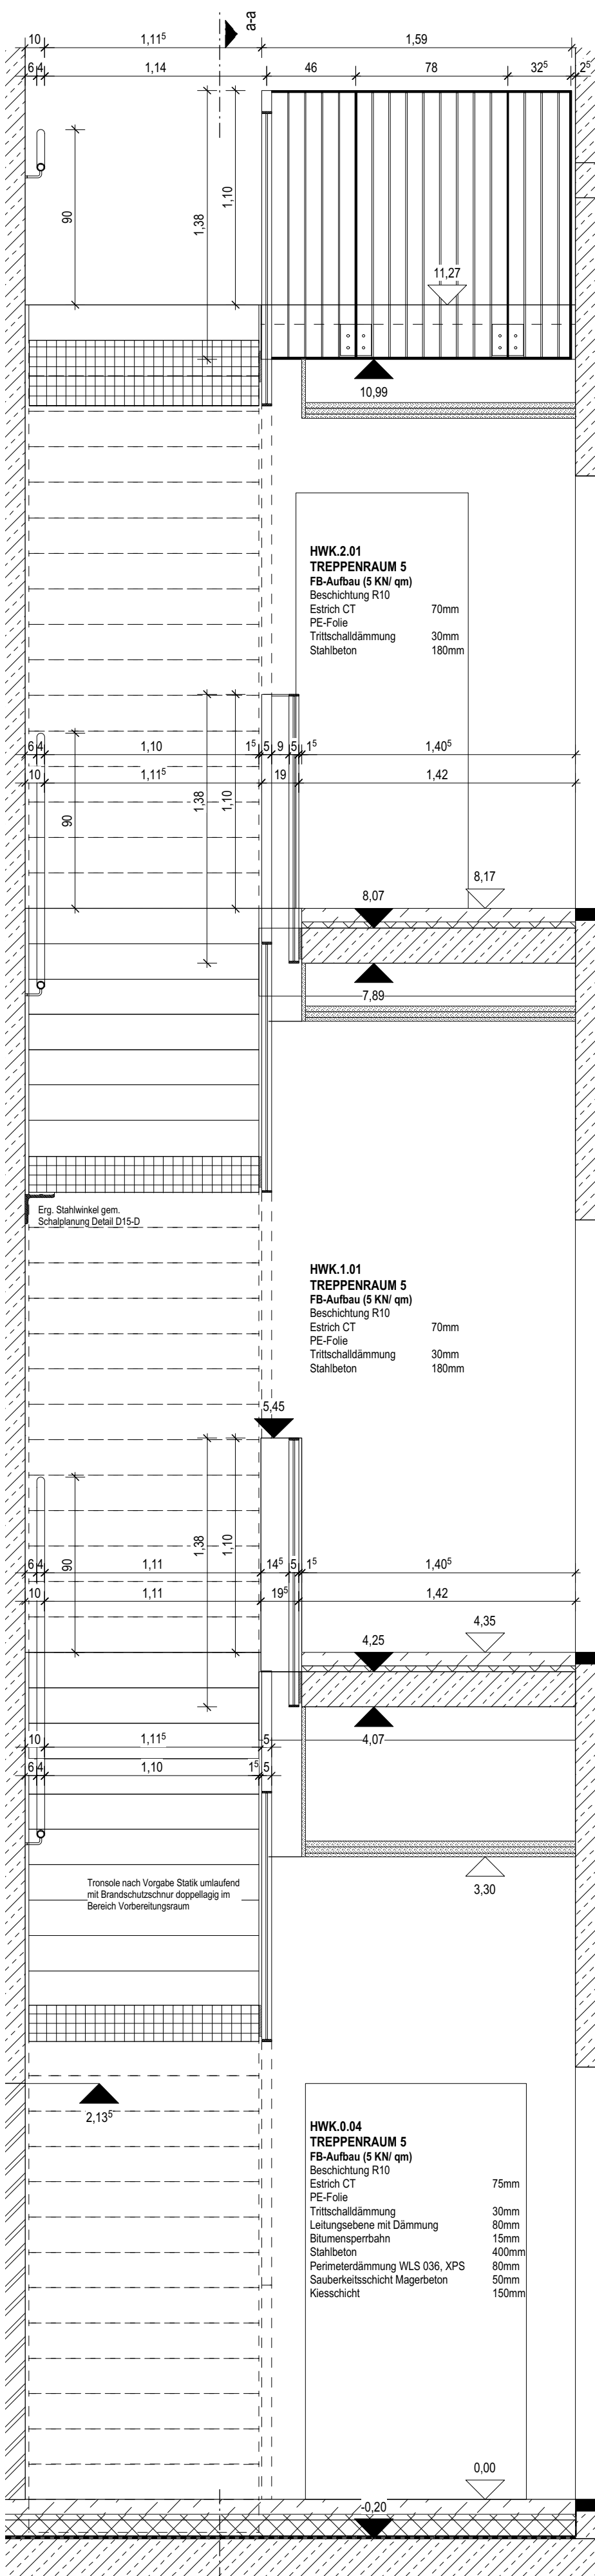 a-a
10 1,11⁵ 1,59
6 4 1,14 46 78 32⁵ 2⁵
90
1,38
1,10
11,27
10,99
HWK.2.01
TREPPENRAUM 5
FB-Aufbau (5 KN/ qm)
Beschichtung R10
Estrich CT 70mm
PE-Folie
Trittschalldämmung 30mm
Stahlbeton 180mm
6 4 1,10 1⁵ 5 9 5 1⁵ 1,40⁵
10 1,11⁵ 19 1,42
90
1,38
1,10
8,17
8,07
7,89
Erg. Stahlwinkel gem.
Schalplanung Detail D15-D
HWK.1.01
TREPPENRAUM 5
FB-Aufbau (5 KN/ qm)
Beschichtung R10
Estrich CT 70mm
PE-Folie
Trittschalldämmung 30mm
Stahlbeton 180mm
5,45
90
1,38
1,10
6 4 1,11 14⁵ 5 1⁵ 1,40⁵
10 1,11 19⁵ 1,42
4,35
4,25
4,07
10 1,11⁵ 5
6 4 1,10 1⁵ 5
Tronsole nach Vorgabe Statik umlaufend
mit Brandschutzschnur doppellagig im
Bereich Vorbereitungsraum
3,30
2,13⁵
HWK.0.04
TREPPENRAUM 5
FB-Aufbau (5 KN/ qm)
Beschichtung R10
Estrich CT 75mm
PE-Folie
Trittschalldämmung 30mm
Leitungsebene mit Dämmung 80mm
Bitumensperrbahn 15mm
Stahlbeton 400mm
Perimeterdämmung WLS 036, XPS 80mm
Sauberkeitsschicht Magerbeton 50mm
Kiesschicht 150mm
0,00
-0,20